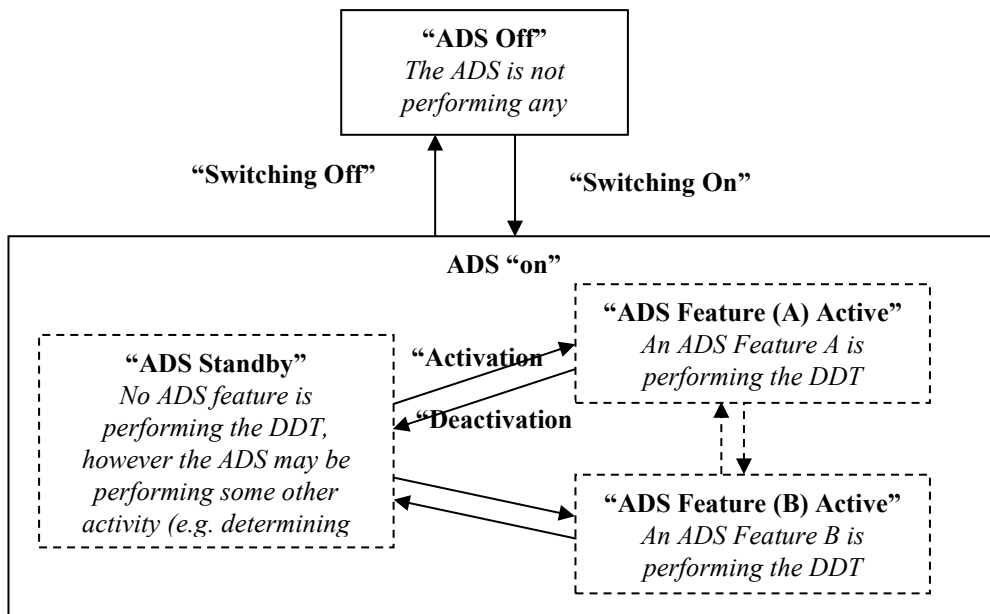 “ADS Off”
The ADS is not
performing any
“Switching Off”
“Switching On”
ADS “on”
“ADS Standby”
No ADS feature is
performing the DDT,
however the ADS may be
performing some other
activity (e.g. determining
“Activation
“Deactivation
“ADS Feature (A) Active”
An ADS Feature A is
performing the DDT
“ADS Feature (B) Active”
An ADS Feature B is
performing the DDT